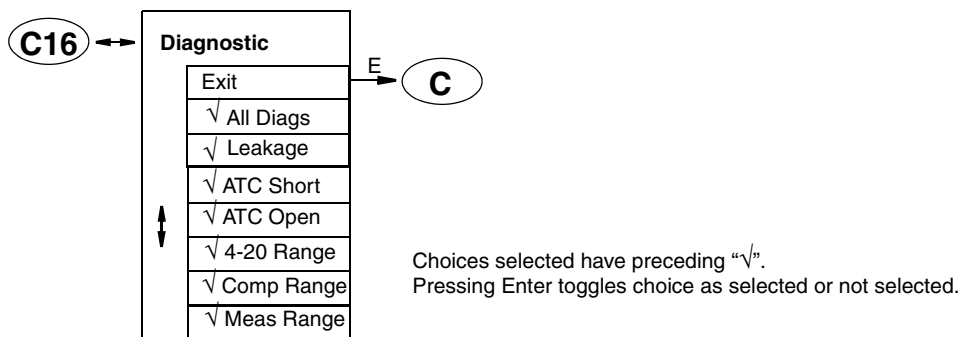 C16
Diagnostic
Exit
E
C
√ All Diags
√ Leakage
√ ATC Short
√ ATC Open
√ 4-20 Range
√ Comp Range
√ Meas Range
Choices selected have preceding “√”.
Pressing Enter toggles choice as selected or not selected.